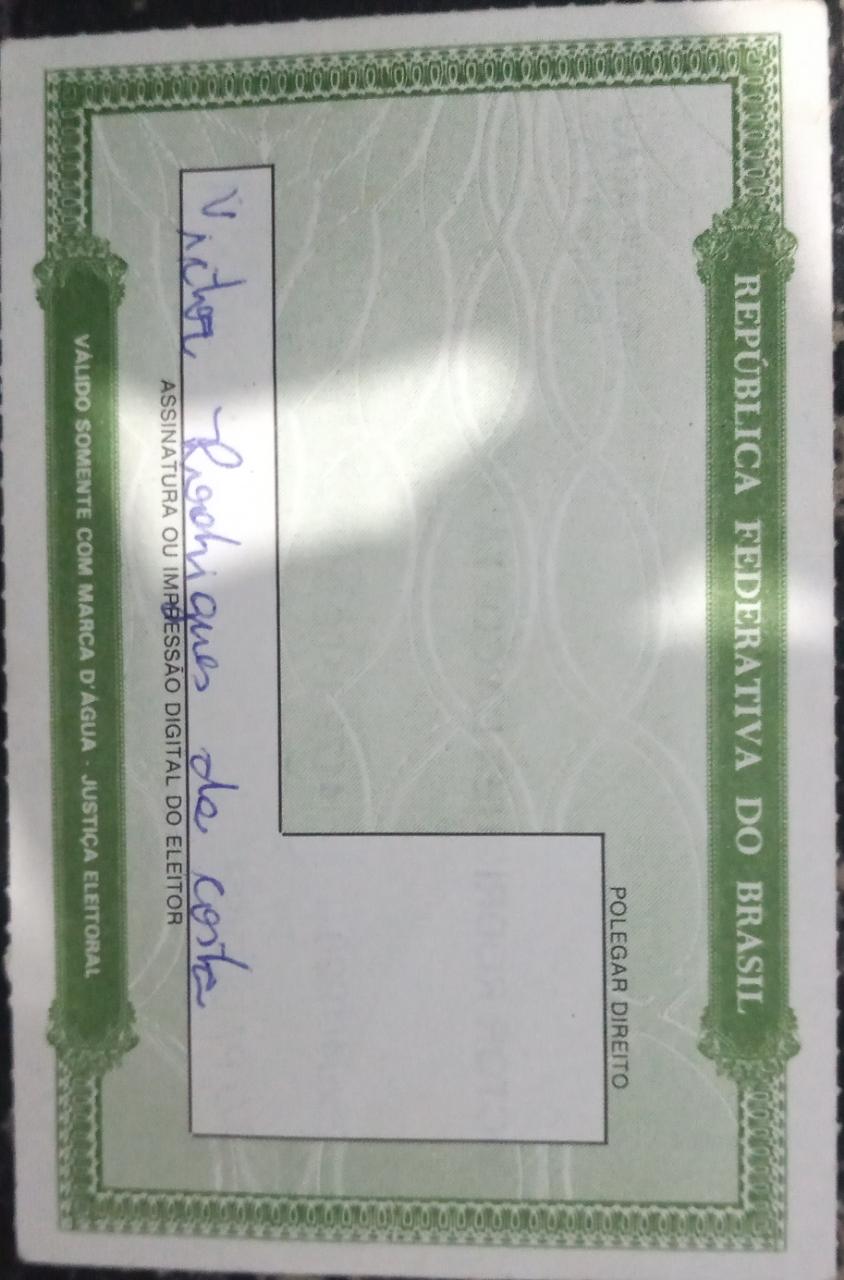 REPÚBLICA FEDERATIVA DO BRASIL
POLEGAR DIREITO
Victor Rodrigues da Costa
ASSINATURA OU IMPRESSÃO DIGITAL DO ELEITOR
VÁLIDO SOMENTE COM MARCA D'ÁGUA - JUSTIÇA ELEITORAL